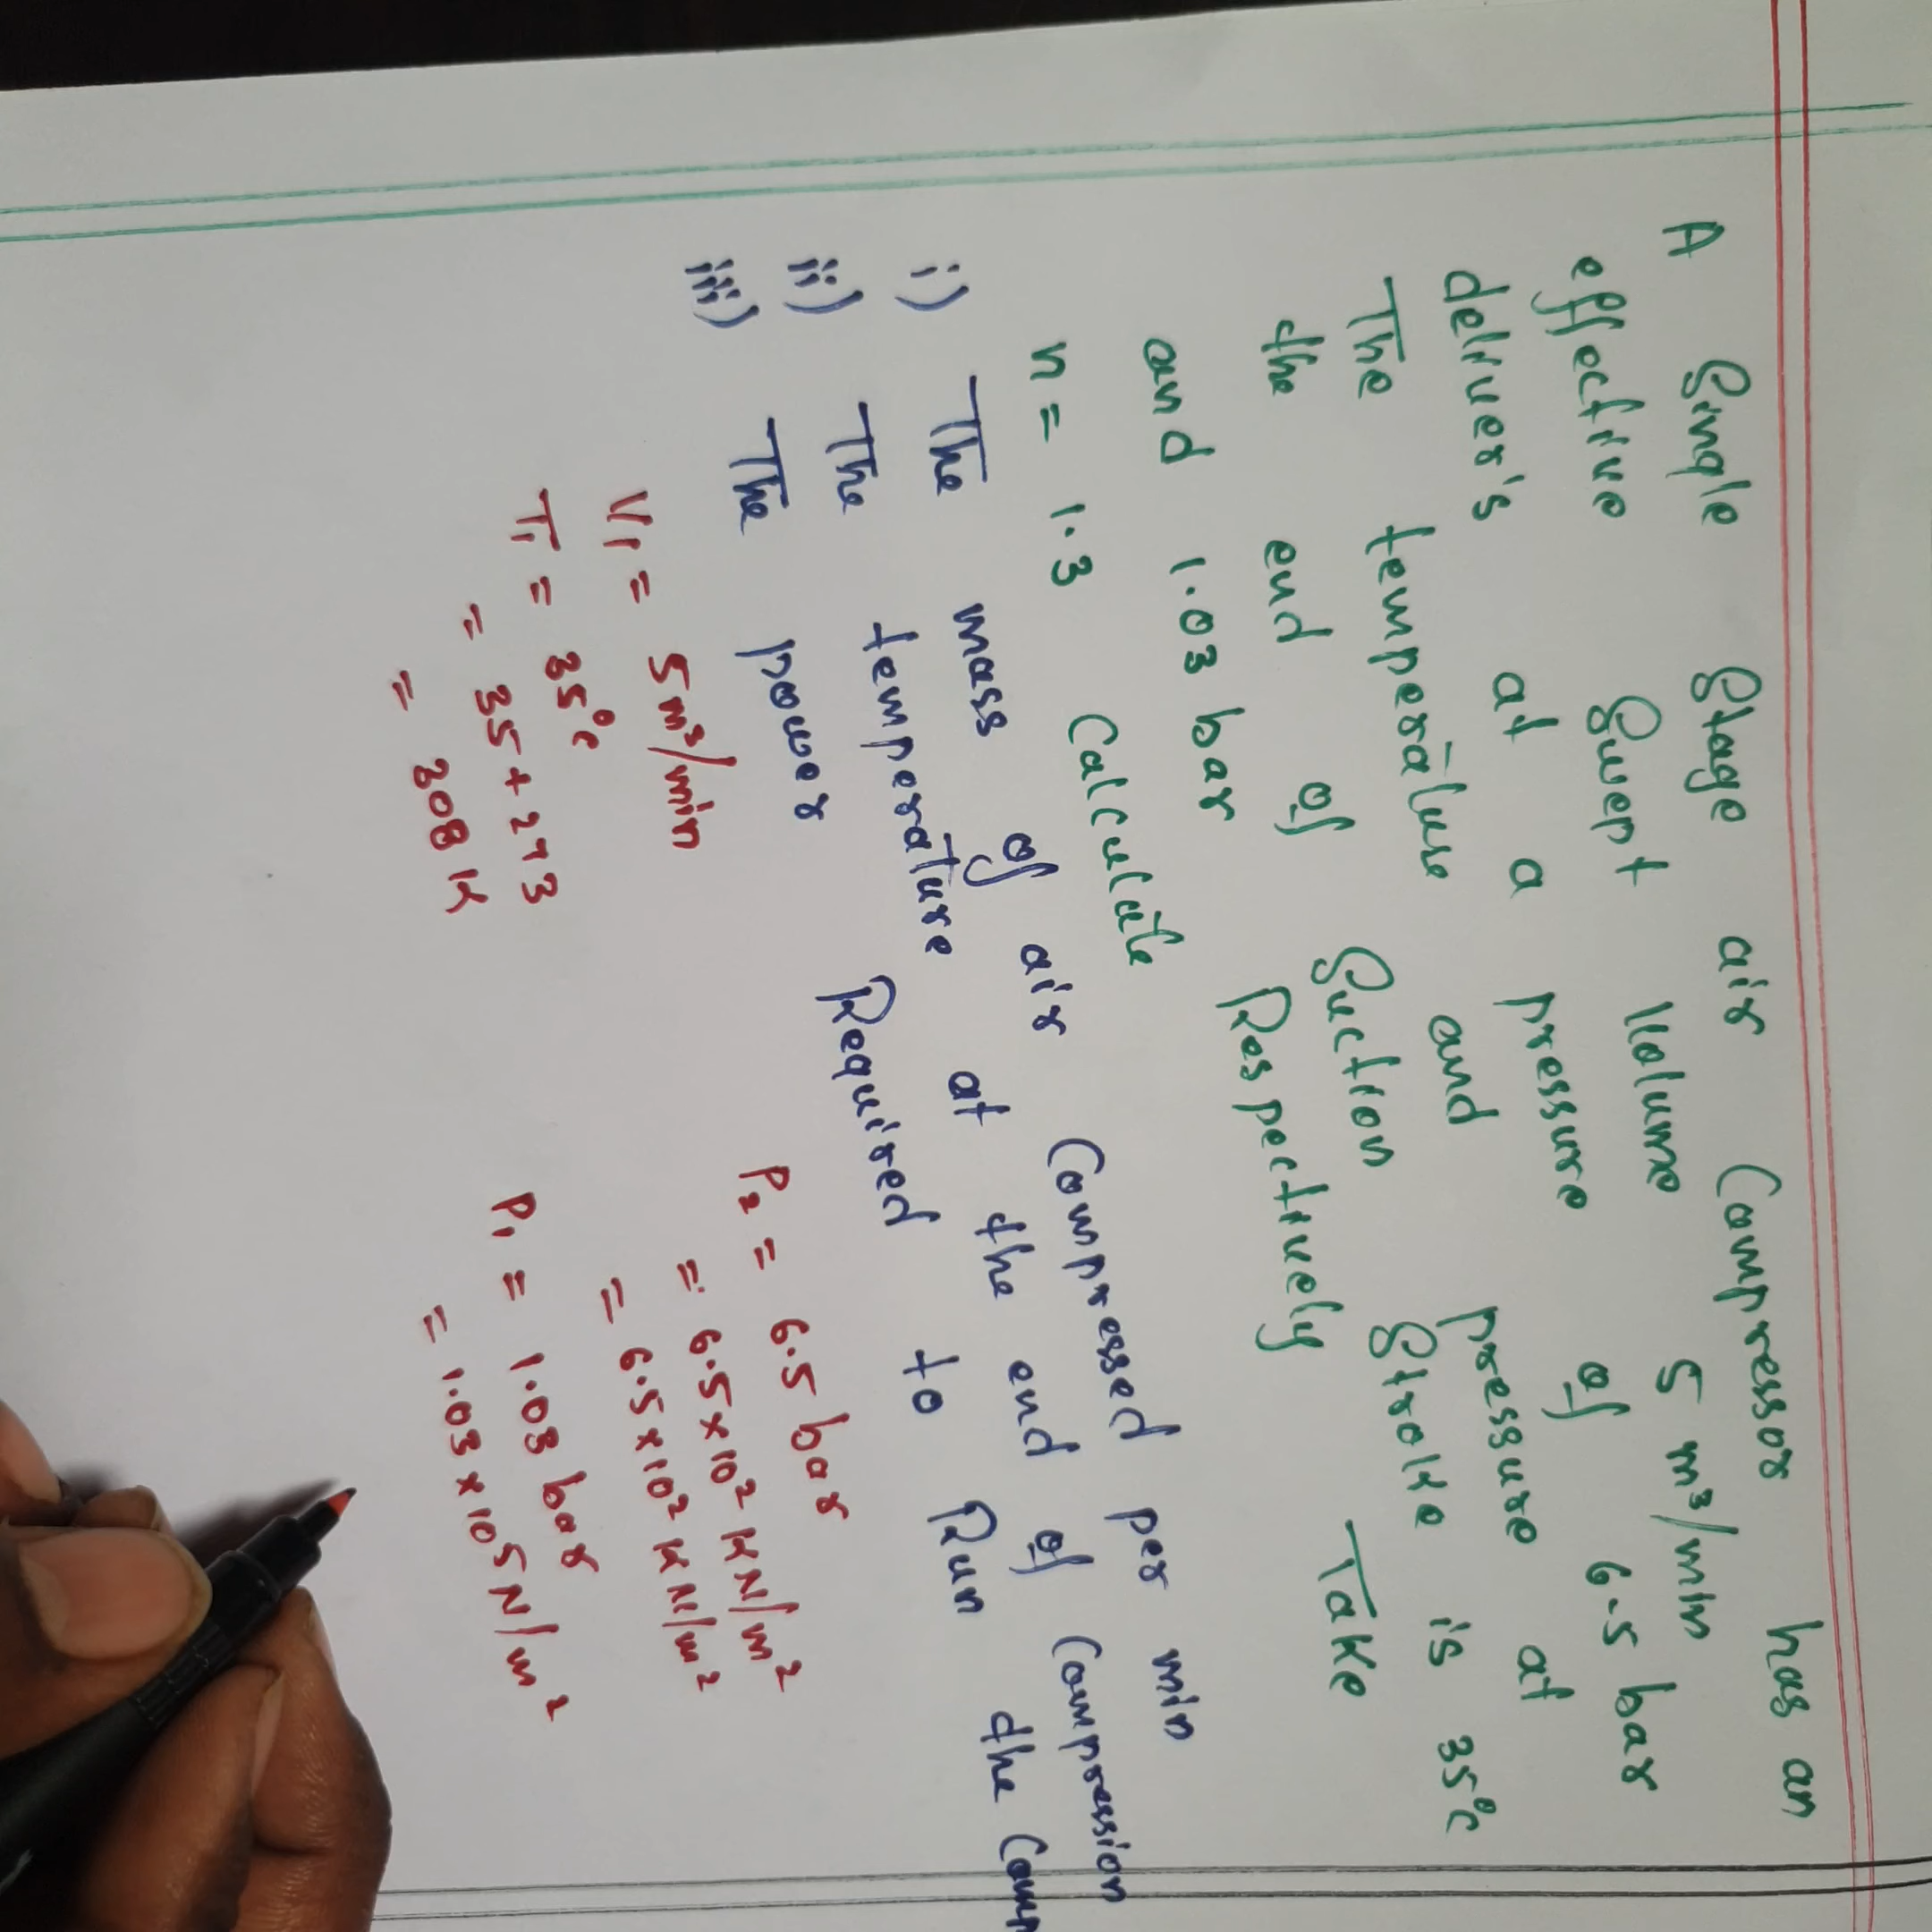 A Single Stage air Compressor has an
effective Swept Volume 5 m³/min
deliver's at a pressure of 6.5 bar
The temperature and pressure at
the end of Suction Stroke is 35°C
and 1.03 bar Respectively Take
n = 1.3 Calculate
i) The mass of air Compressed per min
ii) The temperature at the end of Compression
iii) The power Required to Run the Com
V₁ = 5 m³/min
T₁ = 35°C
= 35 + 273
= 308 K
P₂ = 6.5 bar
= 6.5 × 10² KN/m²
= 6.5 × 10² KN/m²
P₁ = 1.03 bar
= 1.03 × 10⁵ N/m²